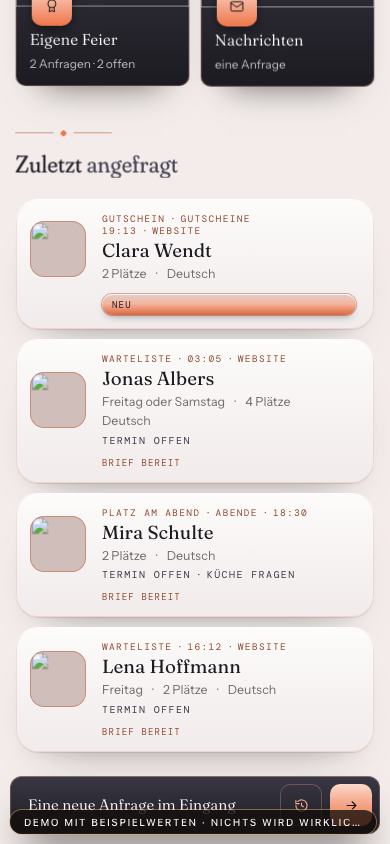 Eigene Feier
2 Anfragen · 2 offen
Nachrichten
eine Anfrage
Zuletzt angefragt
GUTSCHEIN · GUTSCHEINE
19:13 · WEBSITE
Clara Wendt
2 Plätze · Deutsch
NEU
WARTELISTE · 03:05 · WEBSITE
Jonas Albers
Freitag oder Samstag · 4 Plätze
Deutsch
TERMIN OFFEN
BRIEF BEREIT
PLATZ AM ABEND · ABENDE · 18:30
Mira Schulte
2 Plätze · Deutsch
TERMIN OFFEN · KÜCHE FRAGEN
BRIEF BEREIT
WARTELISTE · 16:12 · WEBSITE
Lena Hoffmann
Freitag · 2 Plätze · Deutsch
TERMIN OFFEN
BRIEF BEREIT
Eine neue Anfrage im Eingang
DEMO MIT BEISPIELWERTEN · NICHTS WIRD WIRKLIC…